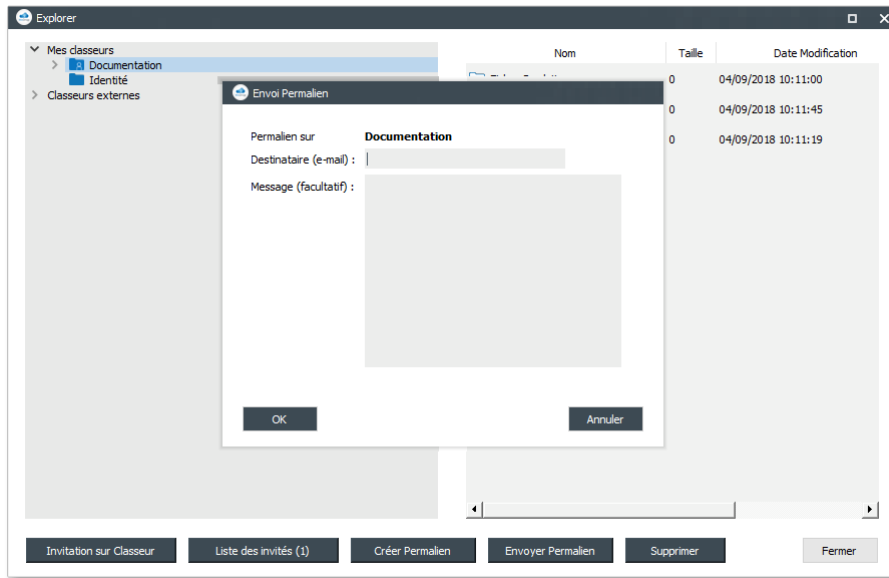 Explorer
Mes classeurs
Documentation
Identité
Classeurs externes
Nom Taille Date Modification
0 04/09/2018 10:11:00
0 04/09/2018 10:11:45
0 04/09/2018 10:11:19
Envoi Permalien
Permalien sur Documentation
Destinataire (e-mail) :
Message (facultatif) :
OK Annuler
Invitation sur Classeur Liste des invités (1) Créer Permalien Envoyer Permalien Supprimer Fermer